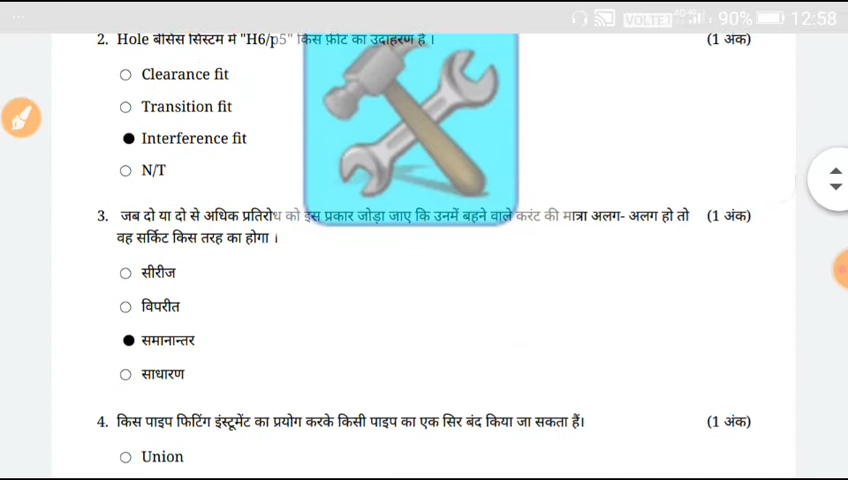 VOLTE 90% 12:58
2. Hole बेसिस सिस्टम में "H6/p5" किस फ़ीट का उदाहरण है । (1 अंक)
Clearance fit
Transition fit
Interference fit
N/T
3. जब दो या दो से अधिक प्रतिरोध को इस प्रकार जोड़ा जाए कि उनमें बहने वाले करंट की मात्रा अलग- अलग हो तो (1 अंक)
वह सर्किट किस तरह का होगा ।
सीरीज
विपरीत
समानान्तर
साधारण
4. किस पाइप फिटिंग इंस्टूमेंट का प्रयोग करके किसी पाइप का एक सिर बंद किया जा सकता हैं। (1 अंक)
Union